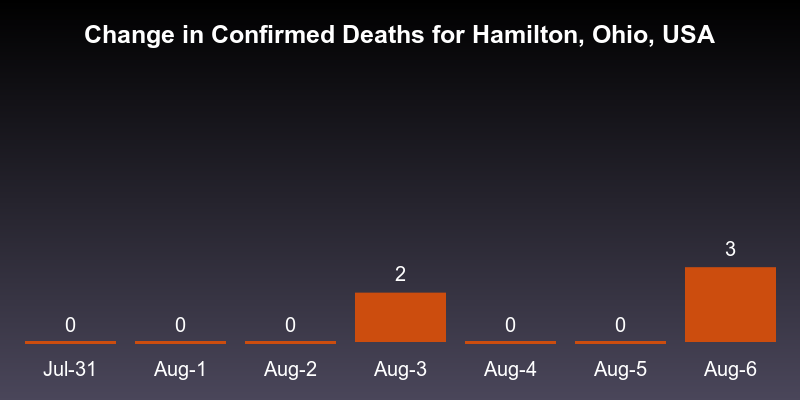 Change in Confirmed Deaths for Hamilton, Ohio, USA
3
2
0 0 0 0 0
Jul-31 Aug-1 Aug-2 Aug-3 Aug-4 Aug-5 Aug-6